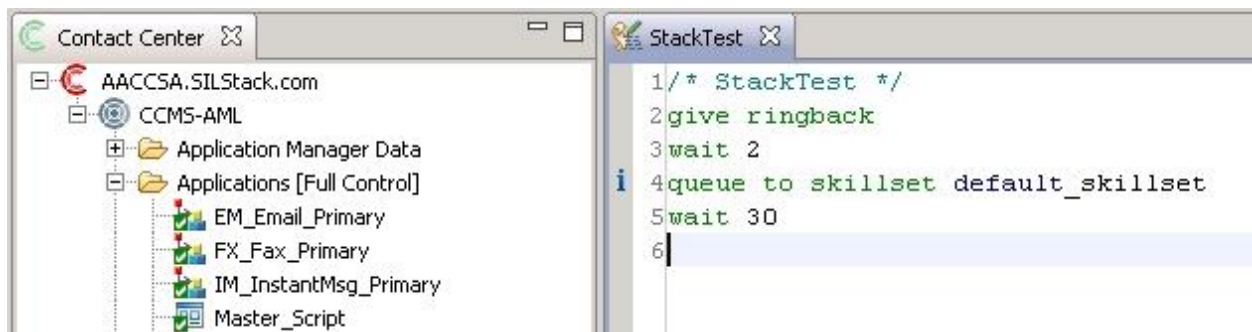 Contact Center
AACCSA.SILStack.com
CCMS-AML
Application Manager Data
Applications [Full Control]
EM_Email_Primary
FX_Fax_Primary
IM_InstantMsg_Primary
Master_Script
StackTest
1/* StackTest */
2give ringback
3wait 2
i 4queue to skillset default_skillset
5wait 30
6